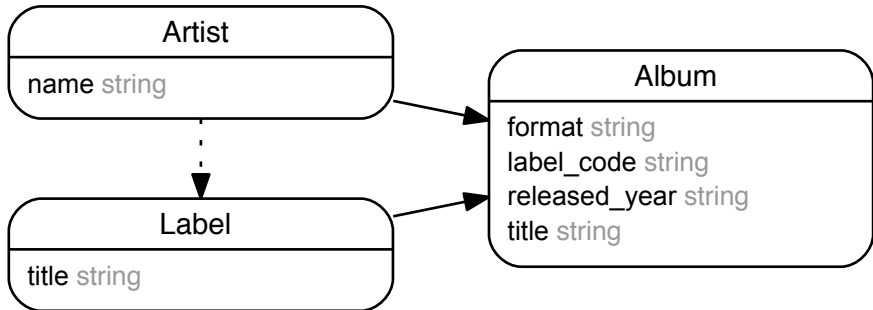 Artist
name string
Label
title string
Album
format string
label_code string
released_year string
title string